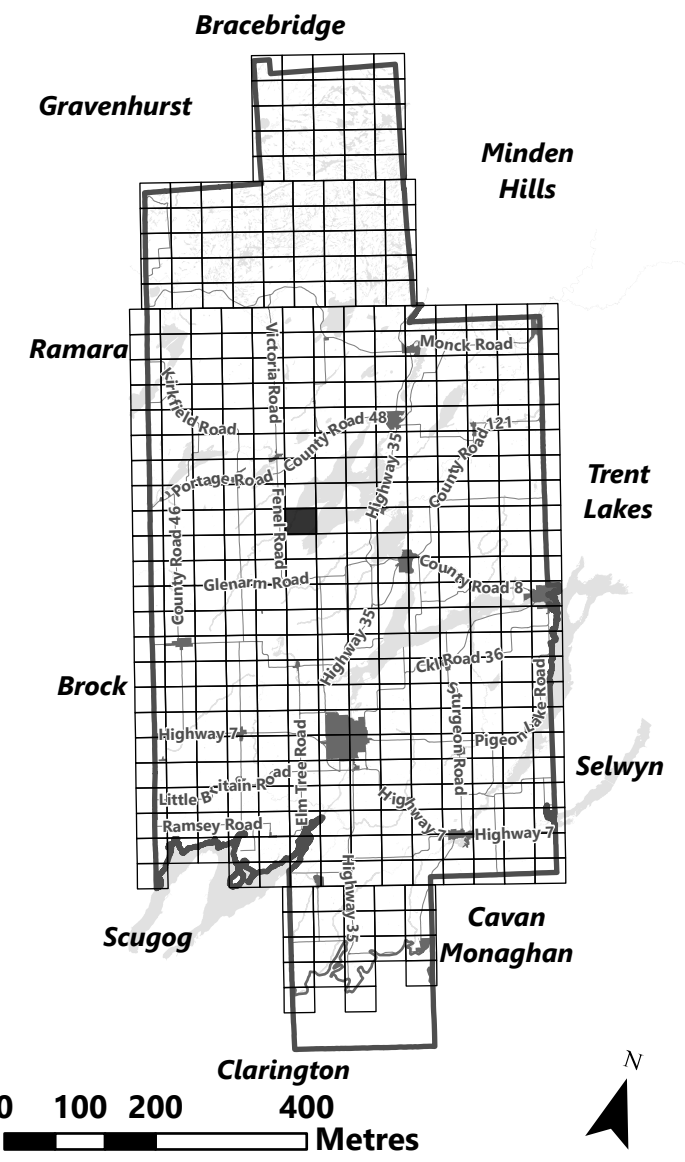 Bracebridge
Gravenhurst
Minden
Hills
Ramara
Monck Road
Victoria Road
Kirkfield Road
County Road 48
County Road 121
Highway 35
Portage Road
Trent
Lakes
Fenel Road
County Road 46
County Road 8
Glenarm Road
Highway 35
Ckl Road 36
Brock
Sturgeon Road
Pigeon Lake Road
Highway 7
Elm Tree Road
Selwyn
Little Britain Road
Highway 7
Ramsey Road
Highway 7
Highway 35
Scugog
Cavan
Monaghan
Clarington
N
0 100 200 400
Metres